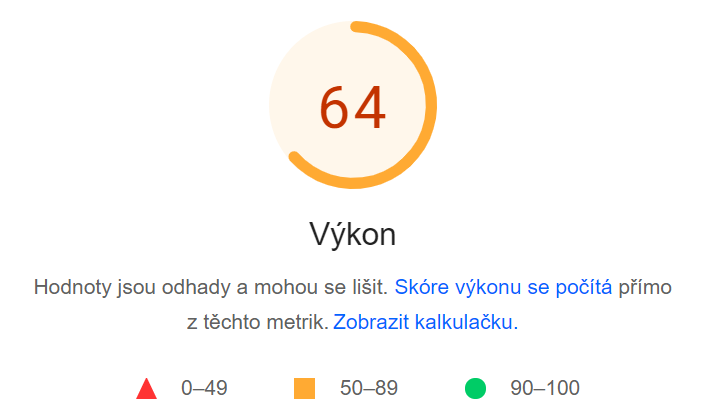 64
Výkon
Hodnoty jsou odhady a mohou se lišit. Skóre výkonu se počítá přímo
z těchto metrik. Zobrazit kalkulačku.
0–49 50–89 90–100